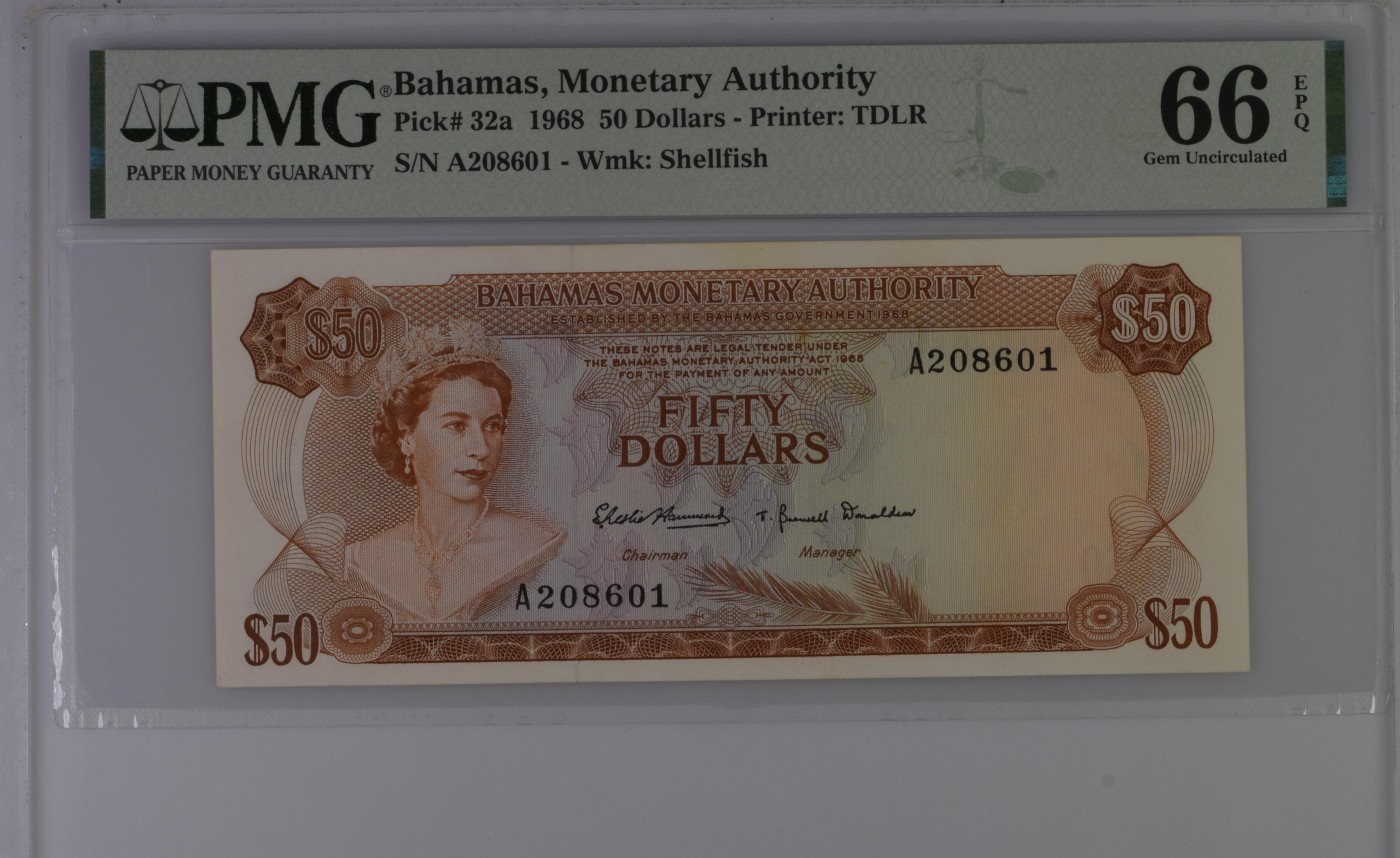 PMG®
PAPER MONEY GUARANTY
Bahamas, Monetary Authority
Pick# 32a 1968 50 Dollars - Printer: TDLR
S/N A208601 - Wmk: Shellfish
66
EPQ
Gem Uncirculated
BAHAMAS MONETARY AUTHORITY
ESTABLISHED BY THE BAHAMAS GOVERNMENT 1968
$50
$50
THESE NOTES ARE LEGAL TENDER UNDER
THE BAHAMAS MONETARY AUTHORITY ACT 1968
FOR THE PAYMENT OF ANY AMOUNT
A208601
FIFTY
DOLLARS
T. Donaldson
Chairman Manager
A208601
$50
$50